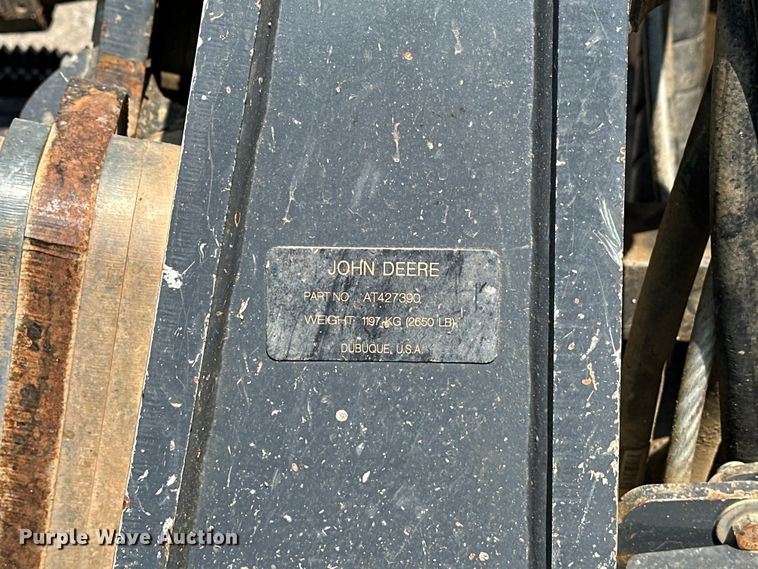 JOHN DEERE
PART NO. AT427390
WEIGHT 1197 KG (2650 LB)
DUBUQUE, U.S.A.
Purple Wave Auction